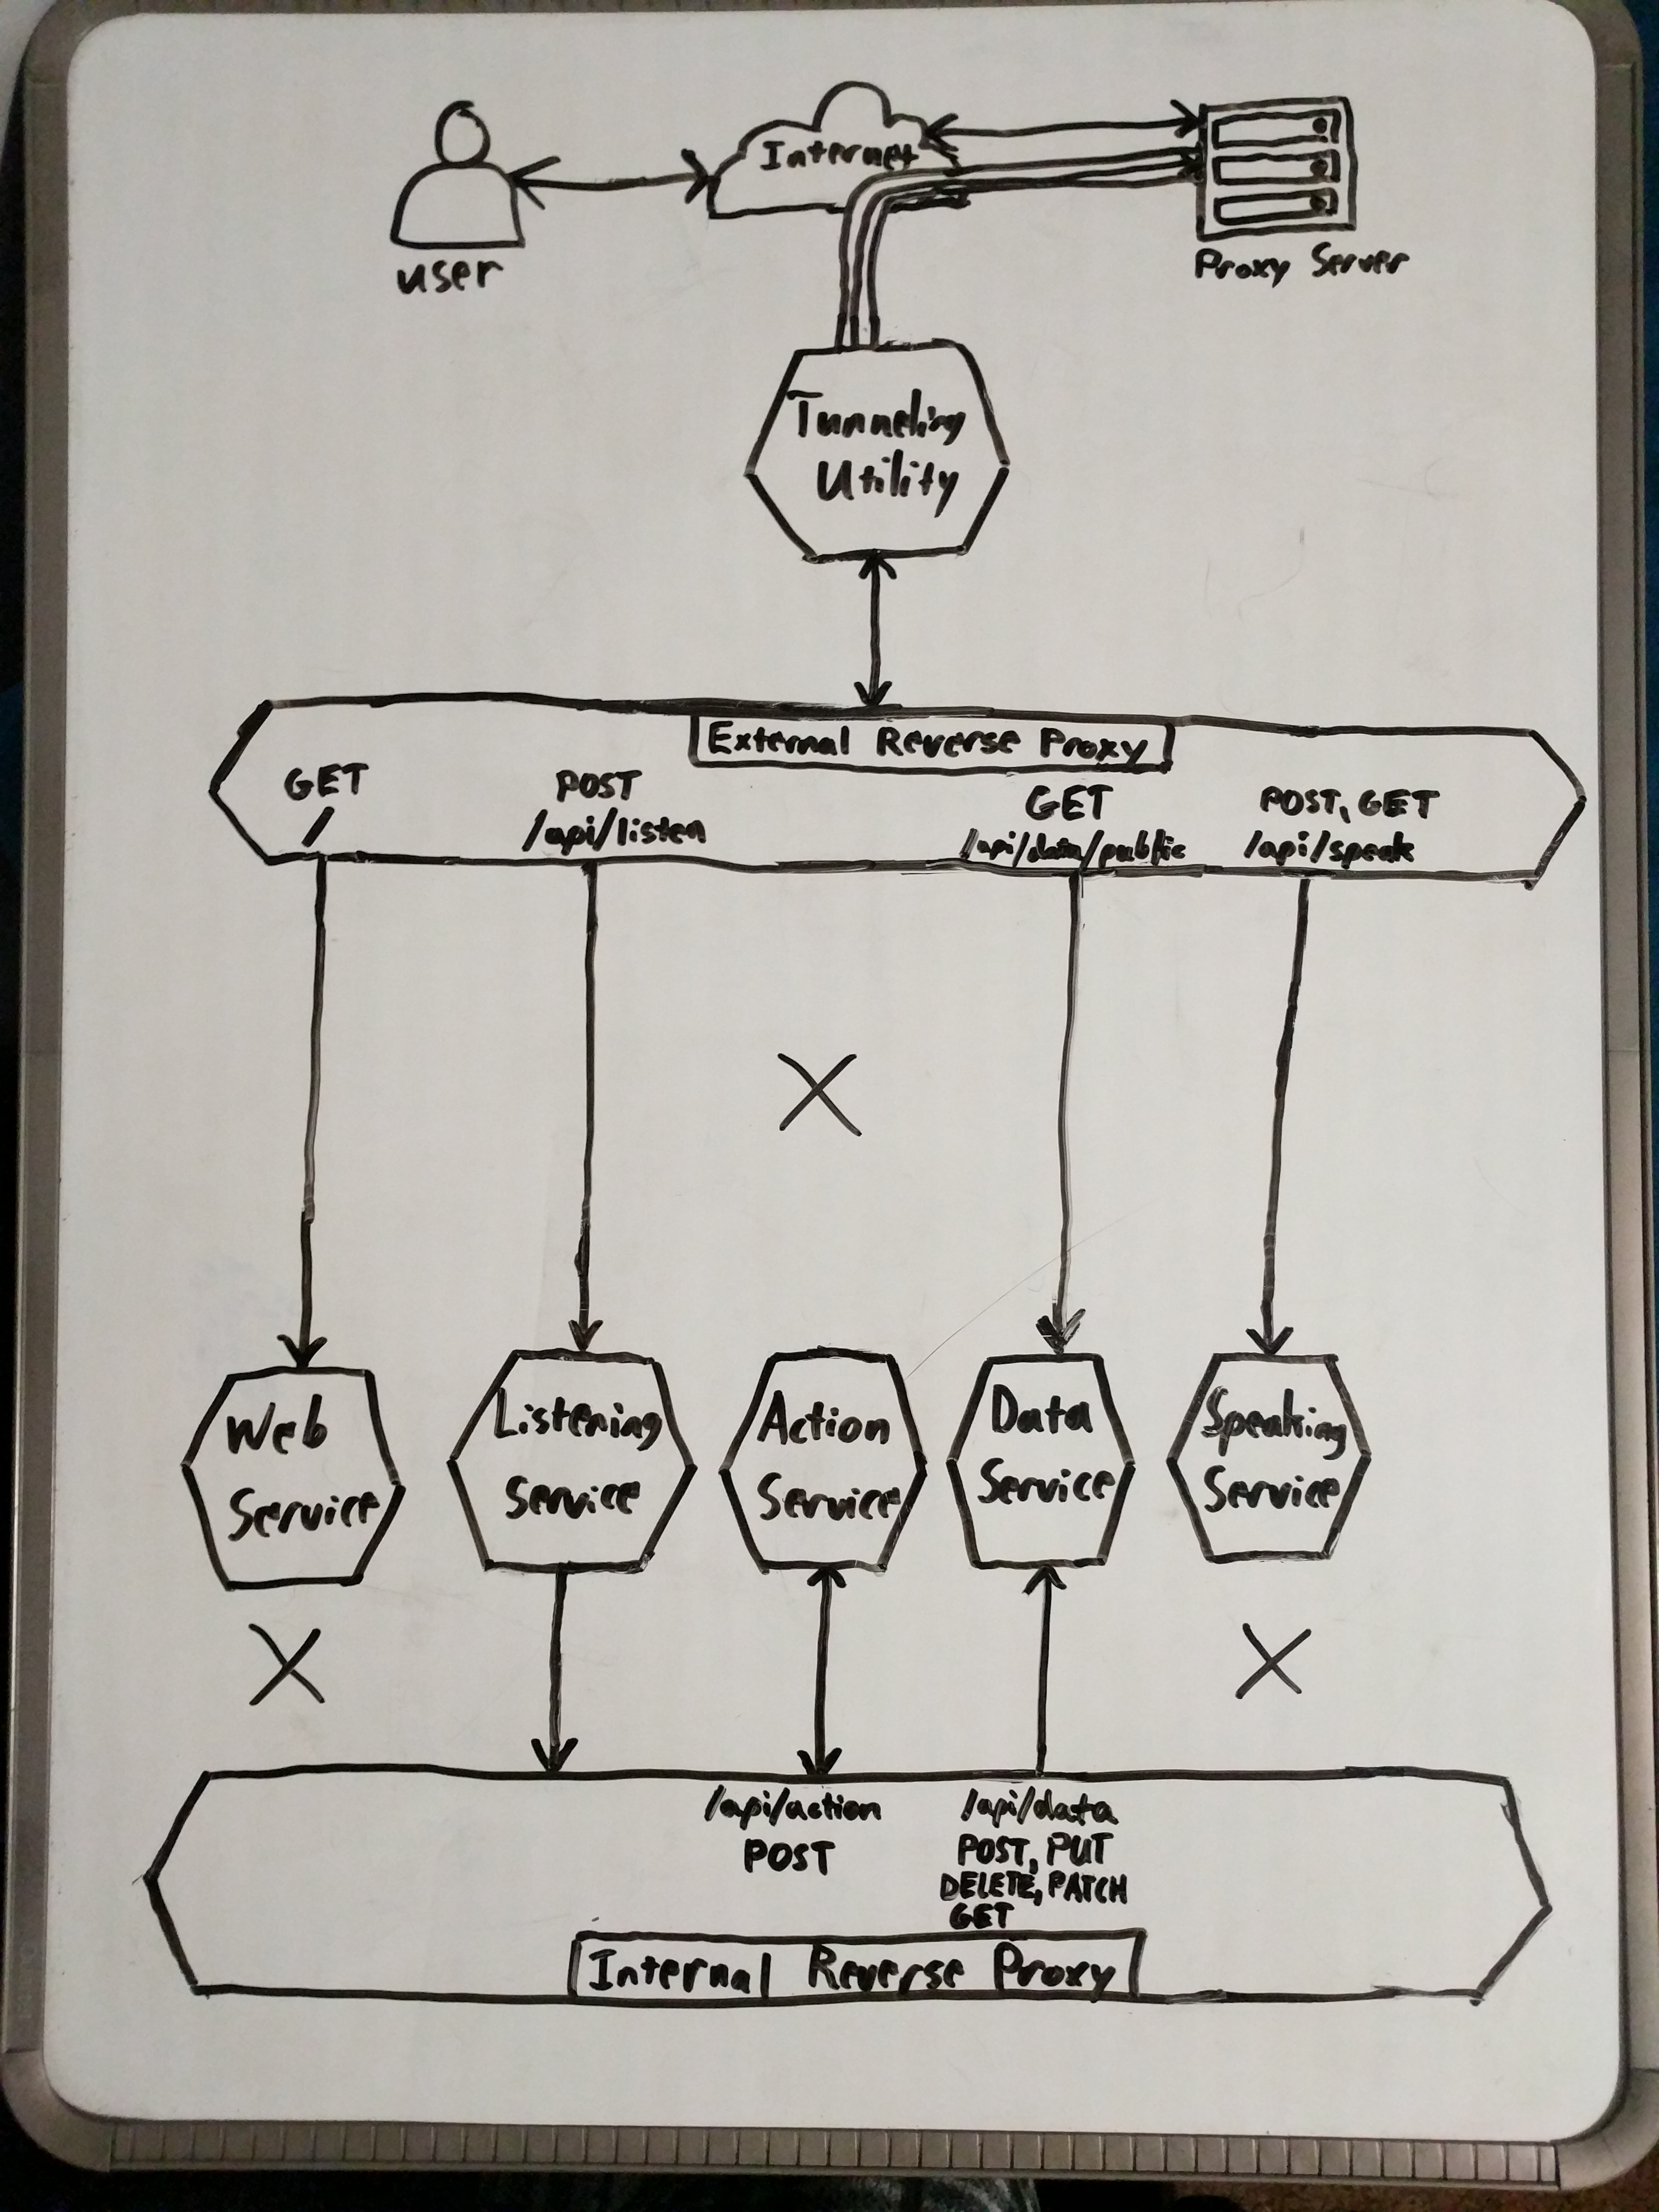 Internet
user
Proxy Server
Tunneling
Utility
External Reverse Proxy
GET
/
POST
/api/listen
GET
/api/data/public
POST, GET
/api/speak
Web
Service
Listening
Service
Action
Service
Data
Service
Speaking
Service
/api/action
POST
/api/data
POST, PUT
DELETE, PATCH
GET
Internal Reverse Proxy